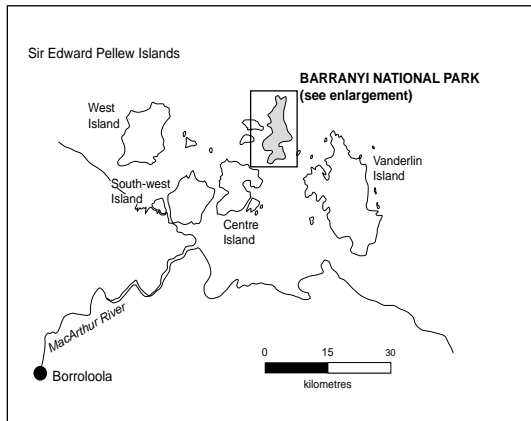 Sir Edward Pellew Islands
BARRANYI NATIONAL PARK
(see enlargement)
West
Island
Vanderlin
Island
South-west
Island
Centre
Island
MacArthur River
Borroloola
0 15 30
kilometres